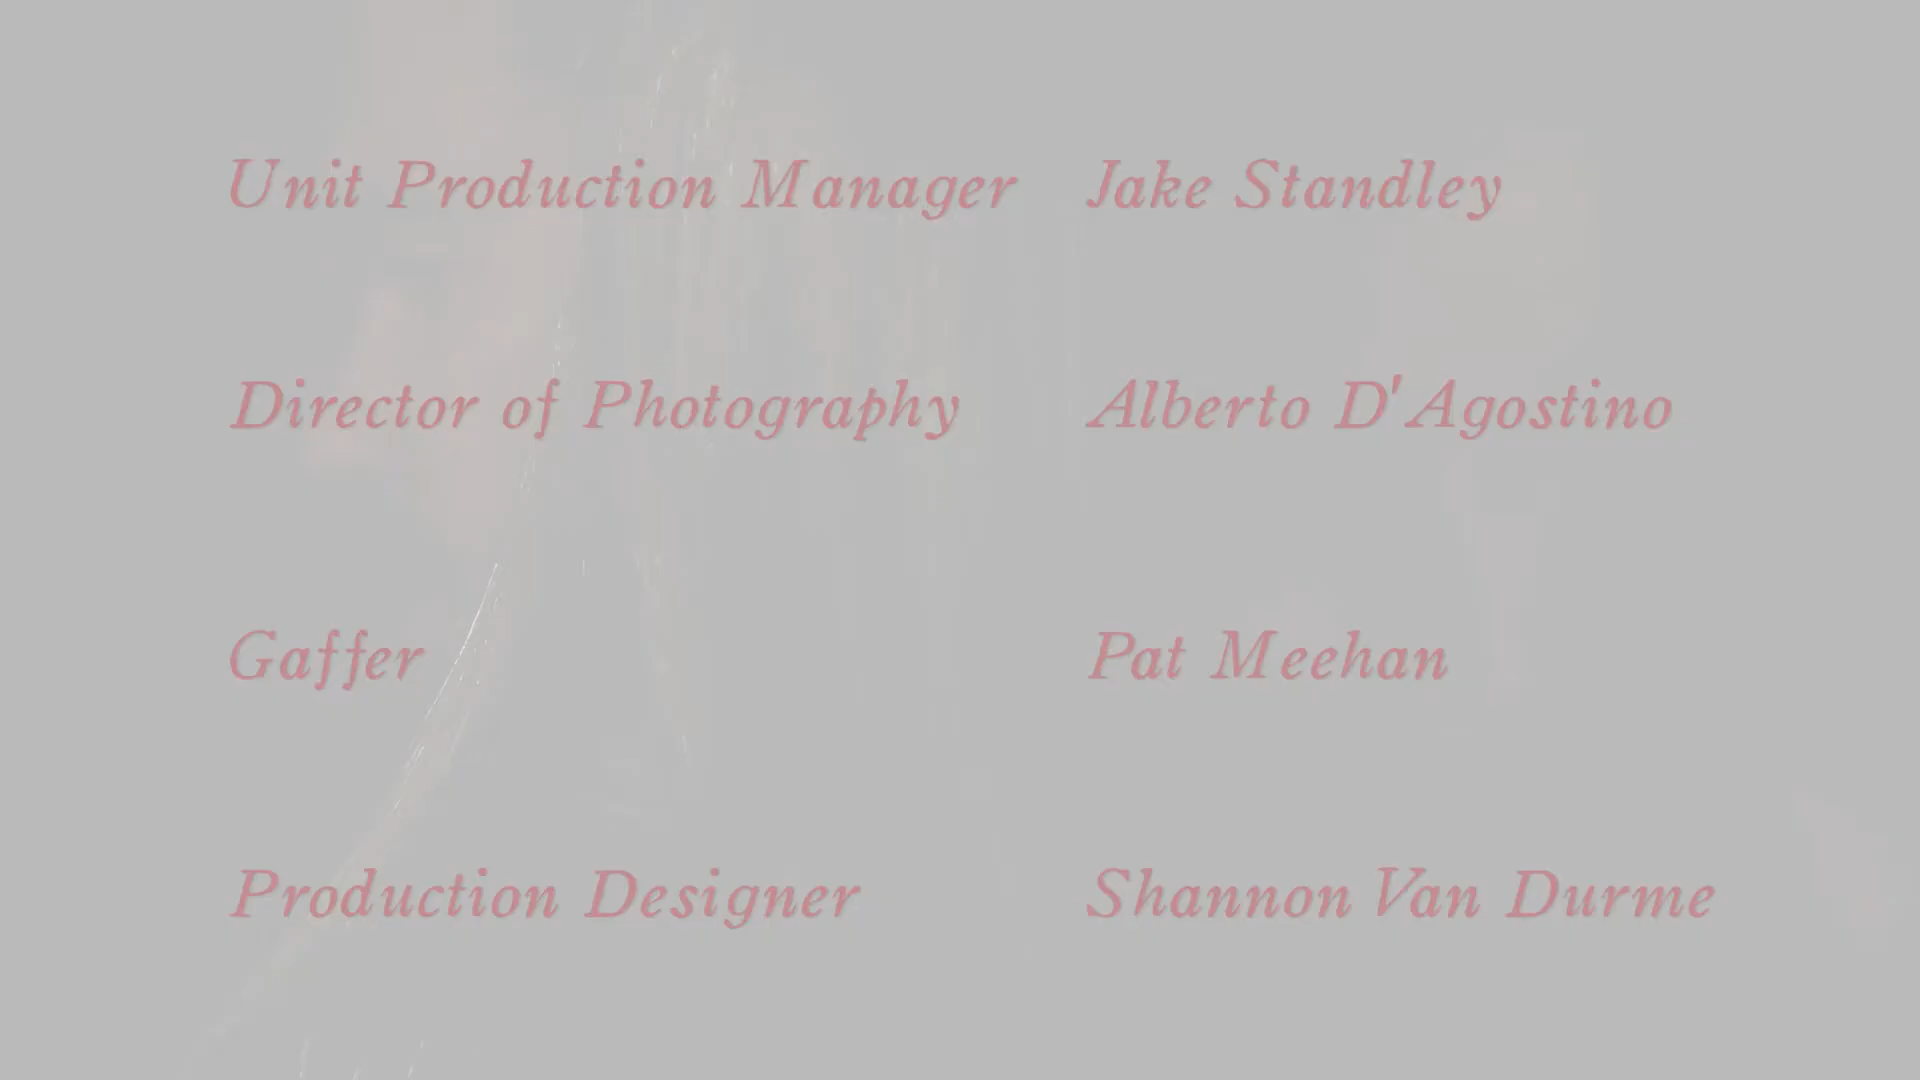 Unit Production Manager Jake Standley
Director of Photography Alberto D'Agostino
Gaffer Pat Meehan
Production Designer Shannon Van Durme